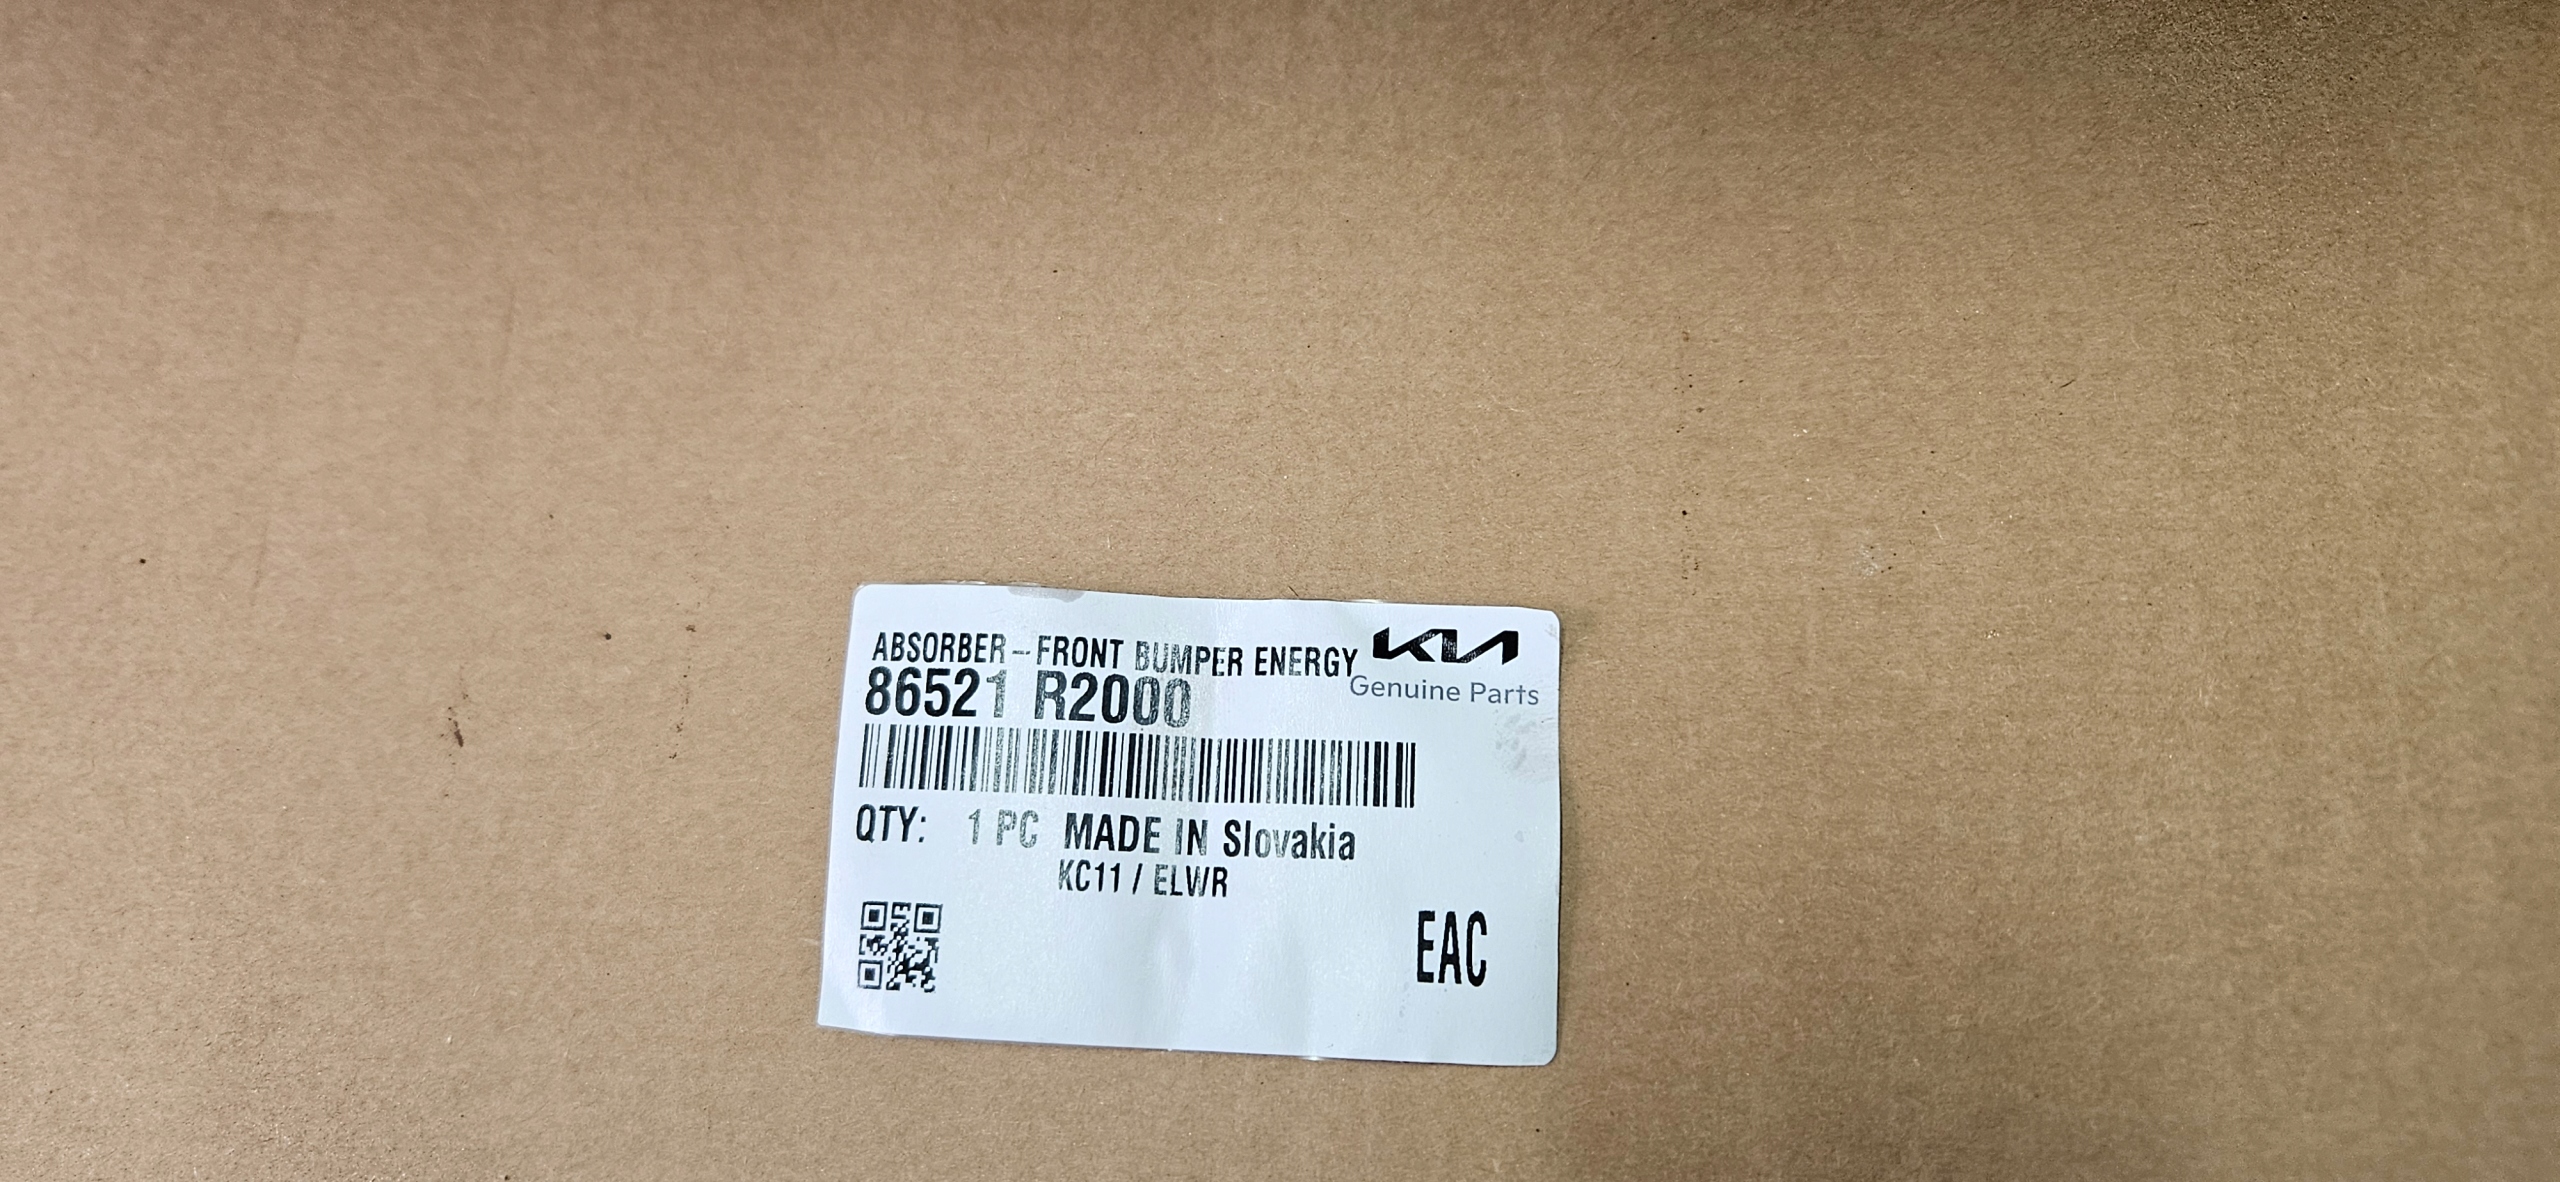 ABSORBER-FRONT BUMPER ENERGY
KIA
Genuine Parts
86521 R2000
QTY: 1 PC MADE IN Slovakia
KC11 / ELWR
EAC